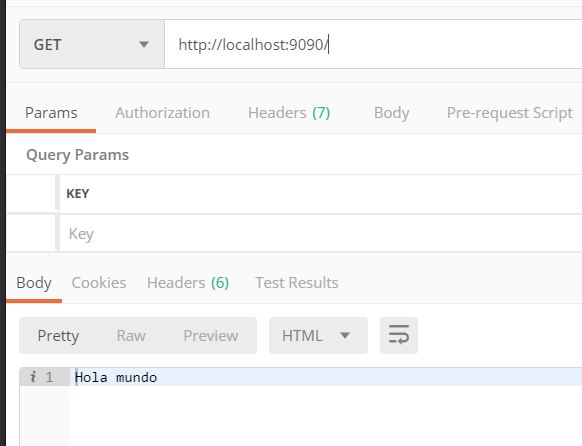 GET http://localhost:9090/
Params Authorization Headers (7) Body Pre-request Script
Query Params
KEY
Key
Body Cookies Headers (6) Test Results
Pretty Raw Preview HTML
i 1 Hola mundo